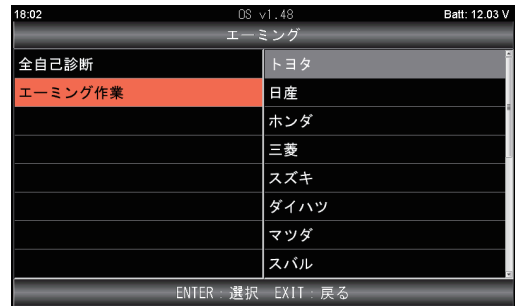 18:02 OS v1.48 Batt: 12.03 V
エーミング
全自己診断 トヨタ
エーミング作業 日産
ホンダ
三菱
スズキ
ダイハツ
マツダ
スバル
ENTER：選択 EXIT：戻る